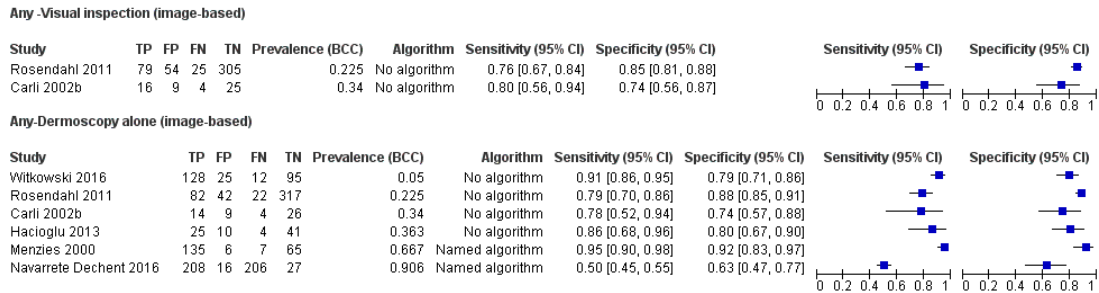 Any -Visual inspection (image-based)
Study TP FP FN TN Prevalence (BCC) Algorithm Sensitivity (95% CI) Specificity (95% CI) Sensitivity (95% CI) Specificity (95% CI)
Rosendahl 2011 79 54 25 305 0.225 No algorithm 0.76 [0.67, 0.84] 0.85 [0.81, 0.88]
Carli 2002b 16 9 4 25 0.34 No algorithm 0.80 [0.56, 0.94] 0.74 [0.56, 0.87]
0 0.2 0.4 0.6 0.8 1 0 0.2 0.4 0.6 0.8 1
Any-Dermoscopy alone (image-based)
Study TP FP FN TN Prevalence (BCC) Algorithm Sensitivity (95% CI) Specificity (95% CI) Sensitivity (95% CI) Specificity (95% CI)
Witkowski 2016 128 25 12 95 0.05 No algorithm 0.91 [0.86, 0.95] 0.79 [0.71, 0.86]
Rosendahl 2011 82 42 22 317 0.225 No algorithm 0.79 [0.70, 0.86] 0.88 [0.85, 0.91]
Carli 2002b 14 9 4 26 0.34 No algorithm 0.78 [0.52, 0.94] 0.74 [0.57, 0.88]
Hacioglu 2013 25 10 4 41 0.363 No algorithm 0.86 [0.68, 0.96] 0.80 [0.67, 0.90]
Menzies 2000 135 6 7 65 0.667 Named algorithm 0.95 [0.90, 0.98] 0.92 [0.83, 0.97]
Navarrete Dechent 2016 208 16 206 27 0.906 Named algorithm 0.50 [0.45, 0.55] 0.63 [0.47, 0.77]
0 0.2 0.4 0.6 0.8 1 0 0.2 0.4 0.6 0.8 1